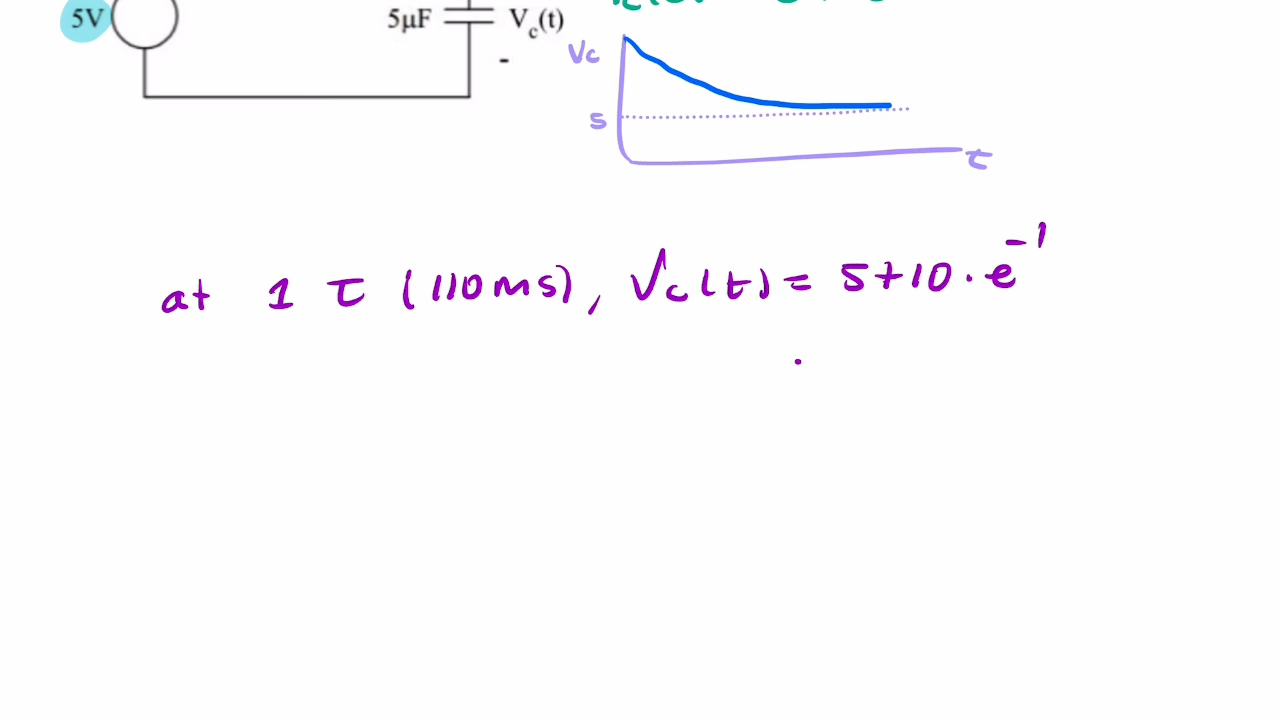 5V
5μF
Vc(t)
-
Vc
5
t
at 1 τ (110ms), Vc(t) = 5+10·e⁻¹